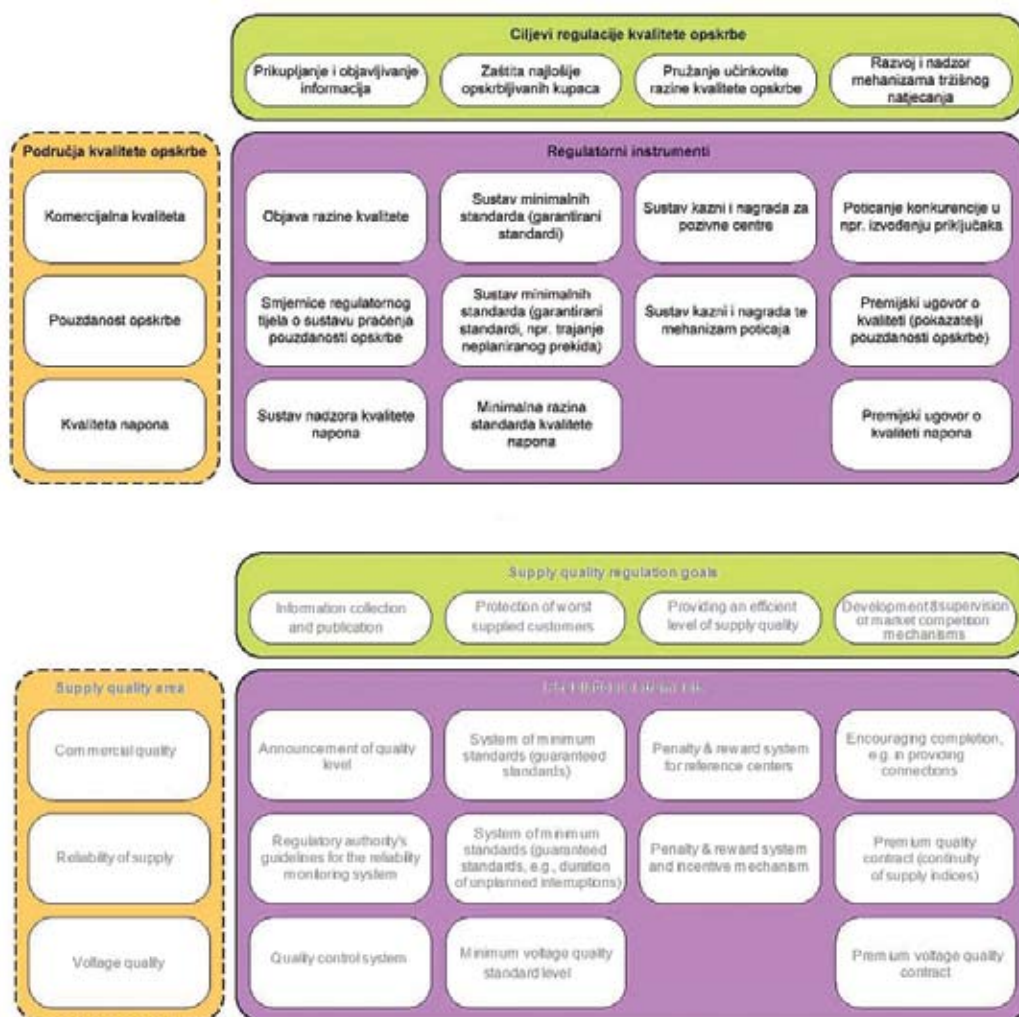 Ciljevi regulacije kvalitete opskrbe
Prikupljanje i objavljivanje
informacija
Zaštita najlošije
opskrbljivanih kupaca
Pružanje učinkovite
razine kvalitete opskrbe
Razvoj i nadzor
mehanizama tržišnog
natjecanja
Područja kvalitete opskrbe
Regulatorni instrumenti
Komercijalna kvaliteta
Objava razine kvalitete
Sustav minimalnih
standarda (garantirani
standardi)
Sustav kazni i nagrada za
pozivne centre
Poticanje konkurencije u
npr. izvođenju priključaka
Pouzdanost opskrbe
Smjernice regulatornog
tijela o sustavu praćenja
pouzdanosti opskrbe
Sustav minimalnih
standarda (garantirani
standardi, npr. trajanje
neplaniranog prekida)
Sustav kazni i nagrada te
mehanizam poticaja
Premijski ugovor o
kvaliteti (pokazatelji
pouzdanosti opskrbe)
Kvaliteta napona
Sustav nadzora kvalitete
napona
Minimalna razina
standarda kvalitete
napona
Premijski ugovor o
kvaliteti napona
Supply quality regulation goals
Information collection
and publication
Protection of worst
supplied customers
Providing an efficient
level of supply quality
Development & supervision
of market competition
mechanisms
Supply quality area
Commercial quality
Announcement of quality
level
System of minimum
standards (guaranteed
standards)
Penalty & reward system
for reference centers
Encouraging completion,
e.g. in providing
connections
Reliability of supply
Regulatory authority's
guidelines for the reliability
monitoring system
System of minimum
standards (guaranteed
standards, e.g., duration
of unplanned interruptions)
Penalty & reward system
and incentive mechanism
Premium quality
contract (continuity
of supply indices)
Voltage quality
Quality control system
Minimum voltage quality
standard level
Premium voltage quality
contract